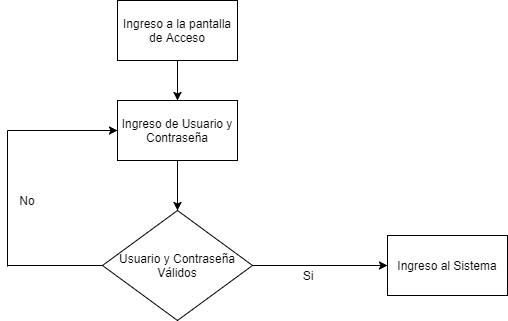 Ingreso a la pantalla
de Acceso
Ingreso de Usuario y
Contraseña
No
Usuario y Contraseña
Válidos
Si
Ingreso al Sistema